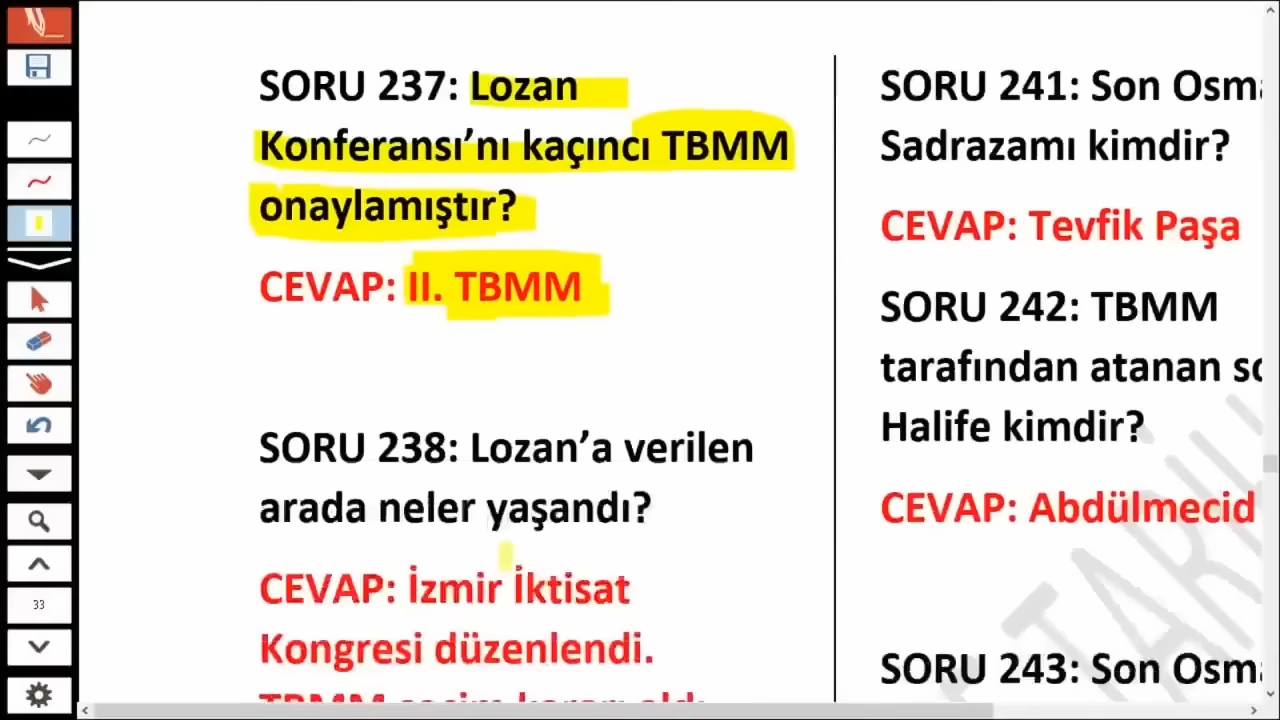 SORU 237: Lozan
Konferansı’nı kaçıncı TBMM
onaylamıştır?
CEVAP: II. TBMM
SORU 238: Lozan’a verilen
arada neler yaşandı?
CEVAP: İzmir İktisat
Kongresi düzenlendi.
SORU 241: Son
Sadrazamı kimdir?
CEVAP: Tevfik Paşa
SORU 242: TBMM
tarafından atanan
Halife kimdir?
CEVAP: Abdülmecid
SORU 243: Son
33